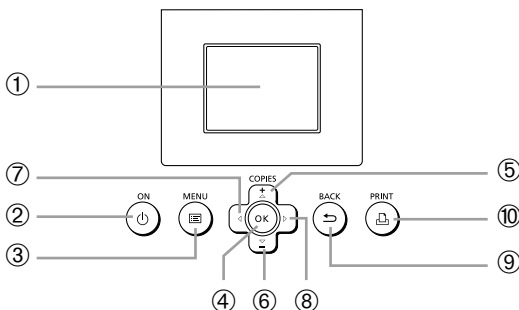 ①
⑦
COPIES
+
⑤
②
ON
MENU
OK
BACK
PRINT
⑩
③
−
⑨
④
⑥
⑧